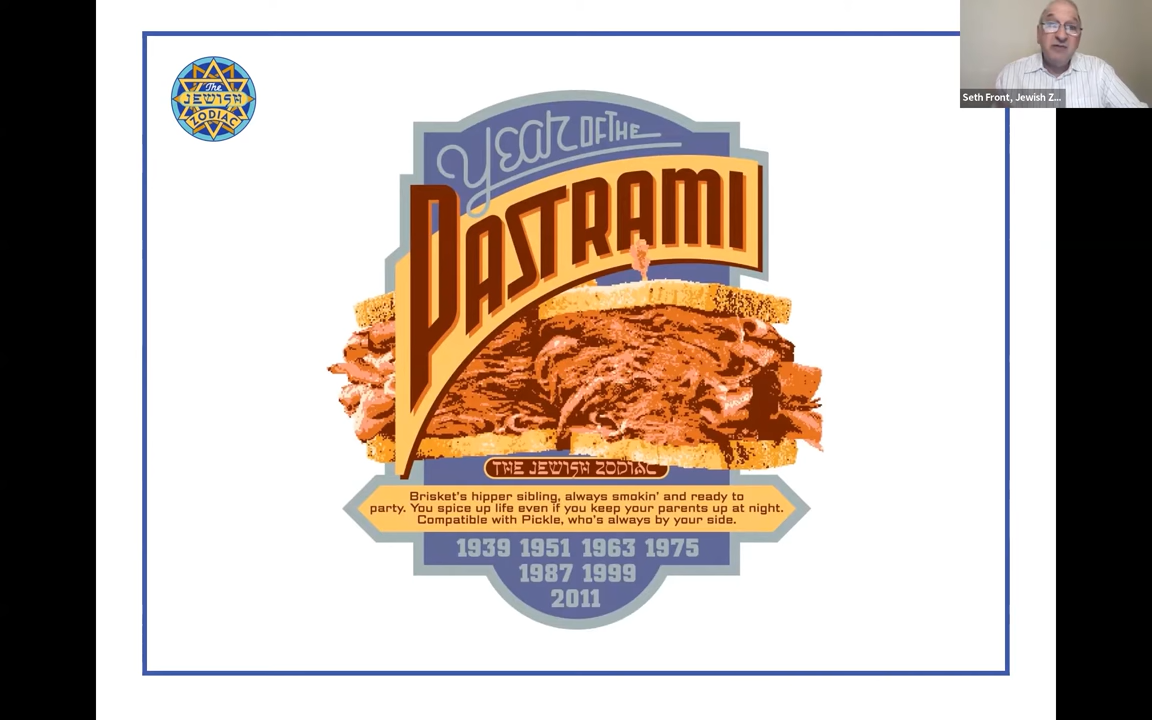 The
JEWISH
ZODIAC
Seth Front, Jewish Z...
YEAR OF THE
PASTRAMI
THE JEWISH ZODIAC
Brisket's hipper sibling, always smokin' and ready to
party. You spice up life even if you keep your parents up at night.
Compatible with Pickle, who's always by your side.
1939 1951 1963 1975
1987 1999
2011